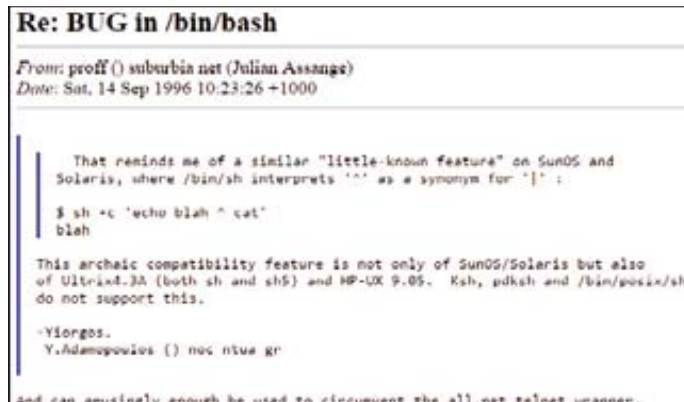 Re: BUG in /bin/bash
From: proff () suburbia net (Julian Assange)
Date: Sat, 14 Sep 1996 10:23:26 +1000
That reminds me of a similar "little-known feature" on SunOS and
Solaris, where /bin/sh interprets '^' as a synonym for '|' :
$ sh -c 'echo blah ^ cat'
blah
This archaic compatibility feature is not only of SunOS/Solaris but also
of Ultrix4.3A (both sh and sh5) and HP-UX 9.05. Ksh, pdksh and /bin/posix/sh
do not support this.
-Yiorgos.
Y.Adamopoulos () noc ntua gr
And can amusingly enough be used to circumvent the all-net telnet wrapper.